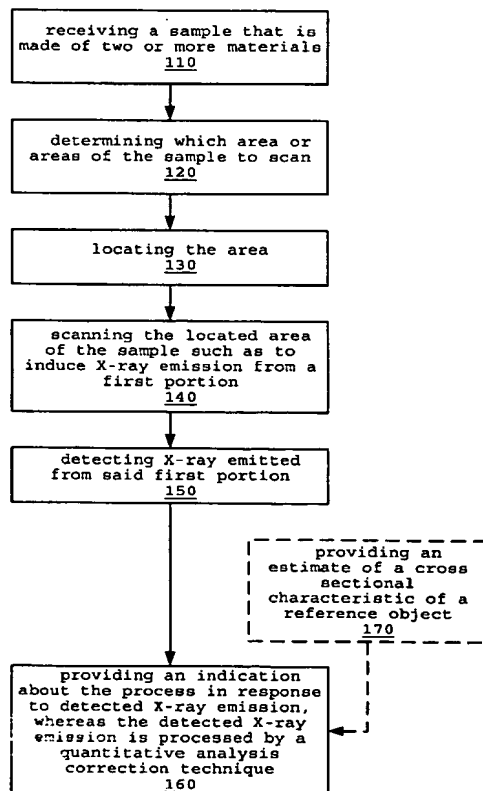 receiving a sample that is
made of two or more materials
110
determining which area or
areas of the sample to scan
120
locating the area
130
scanning the located area
of the sample such as to
induce X-ray emission from a
first portion
140
detecting X-ray emitted
from said first portion
150
providing an
estimate of a cross
sectional
characteristic of a
reference object
170
providing an indication
about the process in response
to detected X-ray emission,
whereas the detected X-ray
emission is processed by a
quantitative analysis
correction technique
160